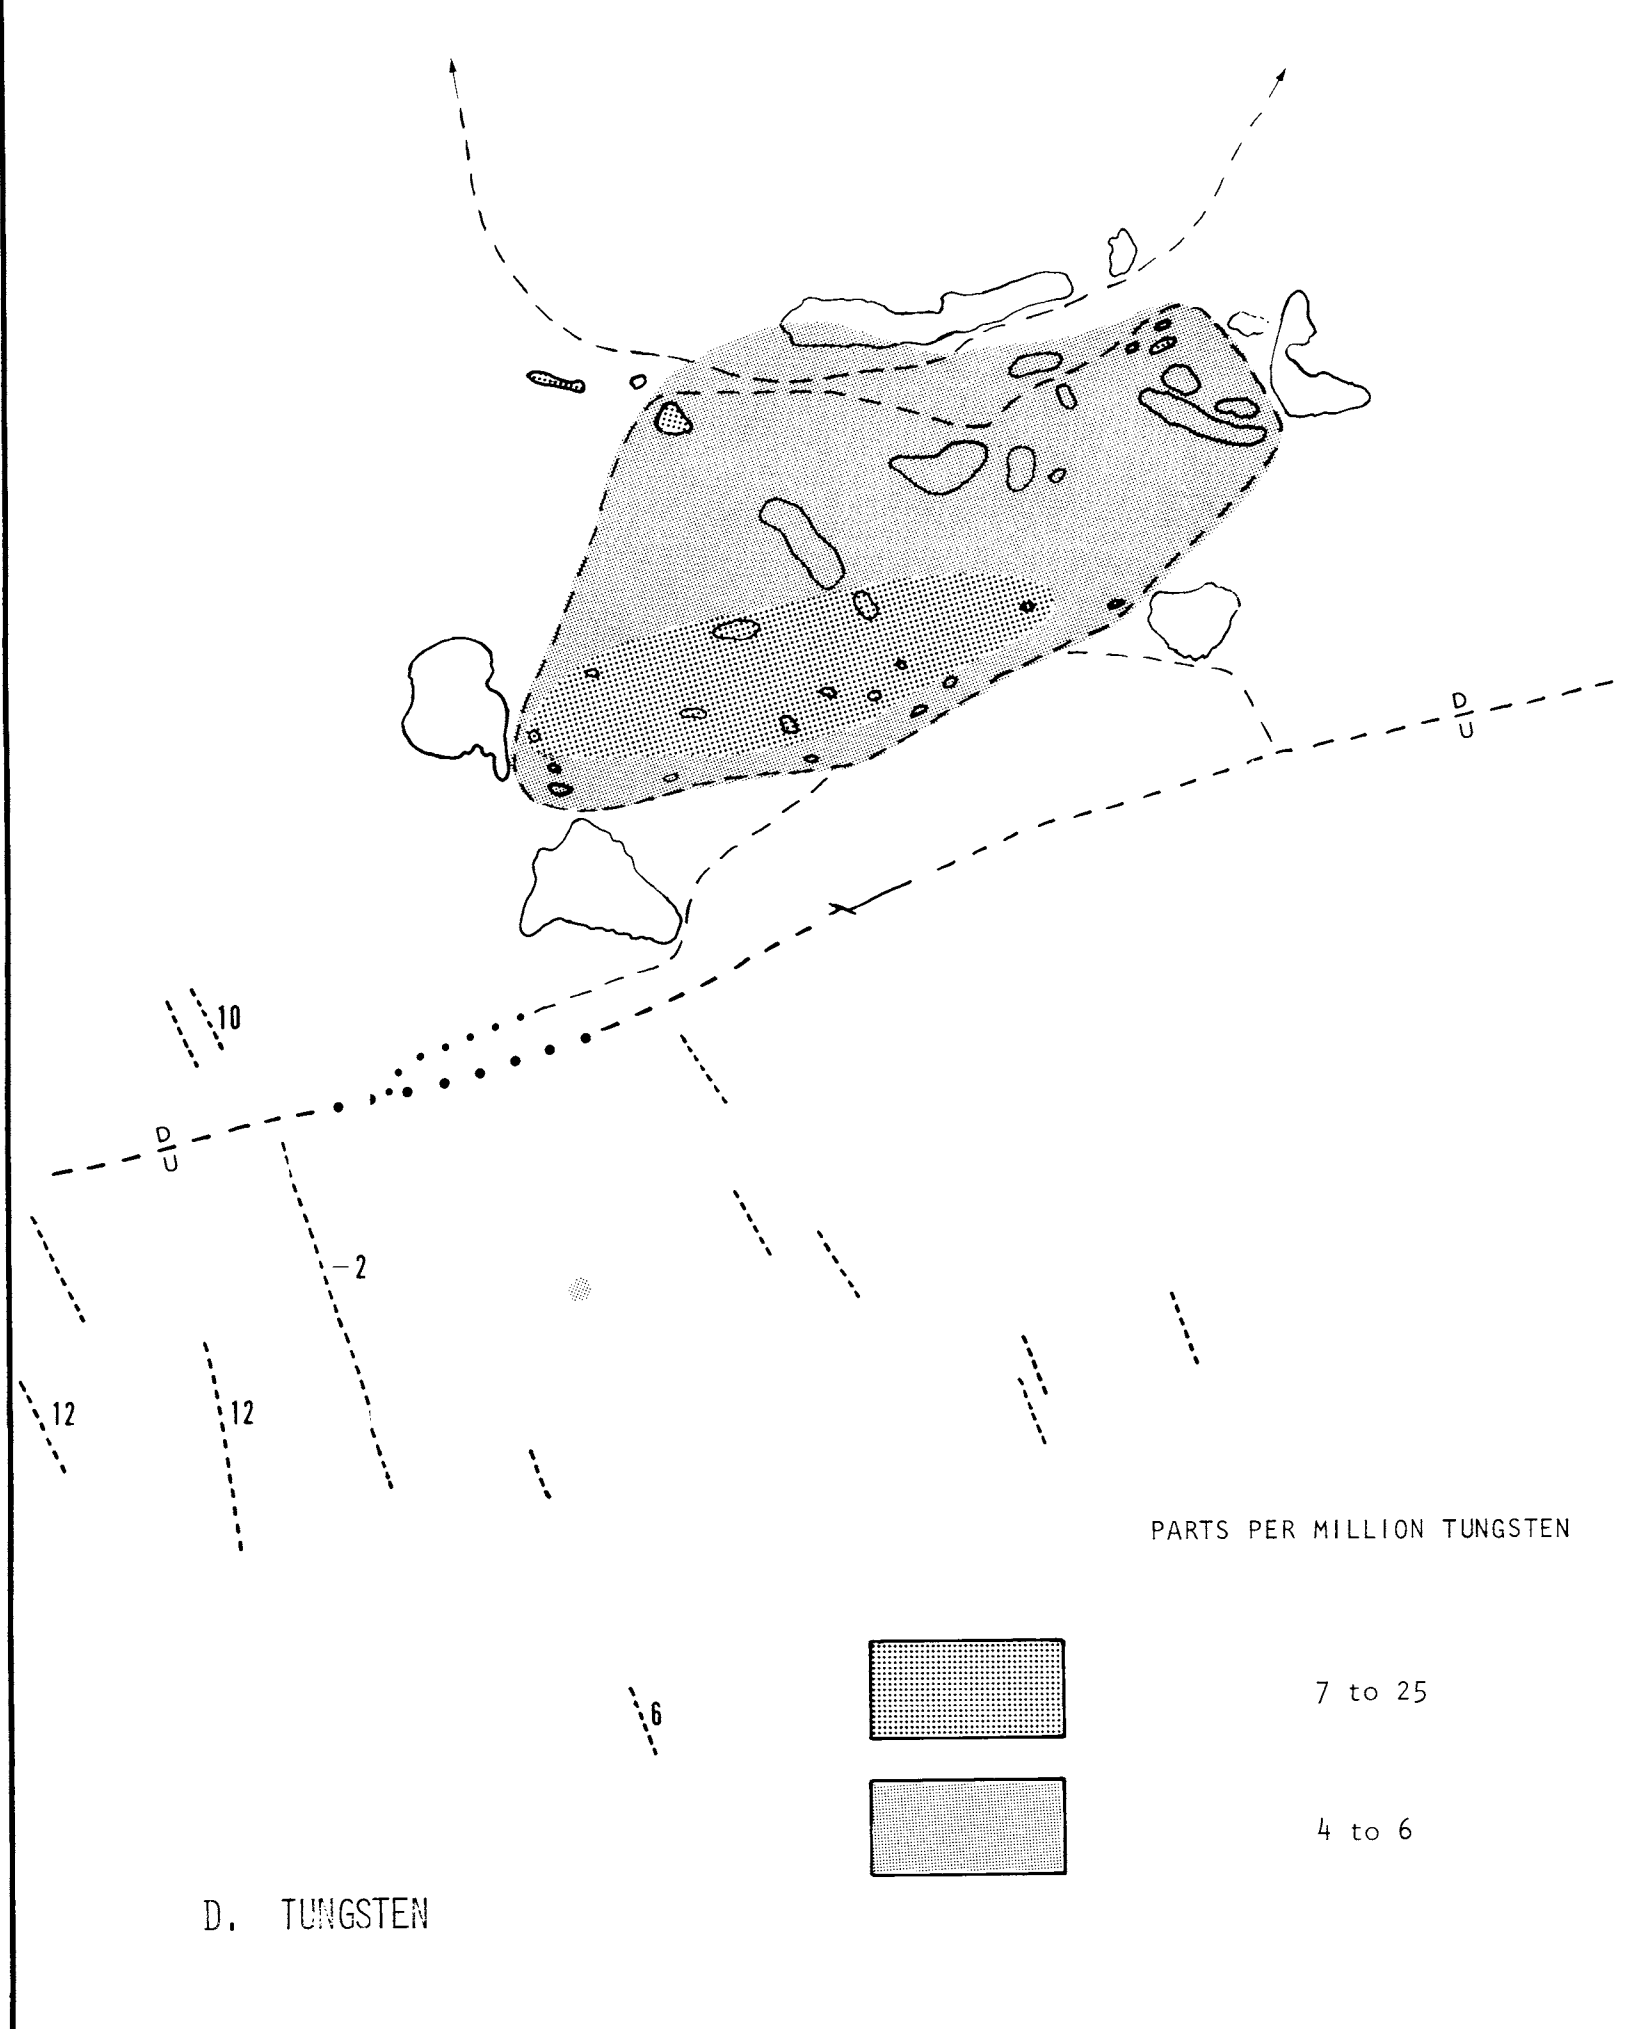 D
U
10
D
U
-2
12
12
PARTS PER MILLION TUNGSTEN
6
7 to 25
4 to 6
D. TUNGSTEN